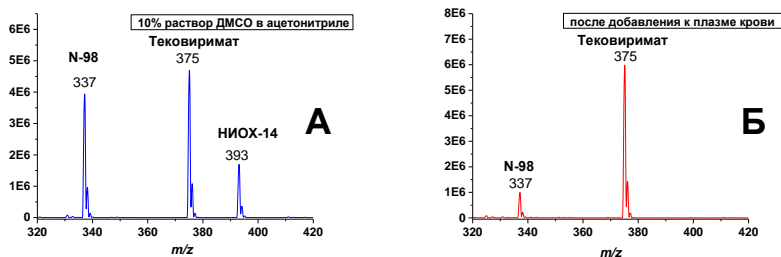 10% раствор ДМСО в ацетонитриле
6E6
5E6
4E6
3E6
2E6
1E6
0
N-98
337
Тековиримат
375
НИОХ-14
393
А
320
340
360
380
400
420
m/z
после добавления к плазме крови
8E6
7E6
6E6
5E6
4E6
3E6
2E6
1E6
0
Тековиримат
375
N-98
337
Б
320
340
360
380
400
420
m/z